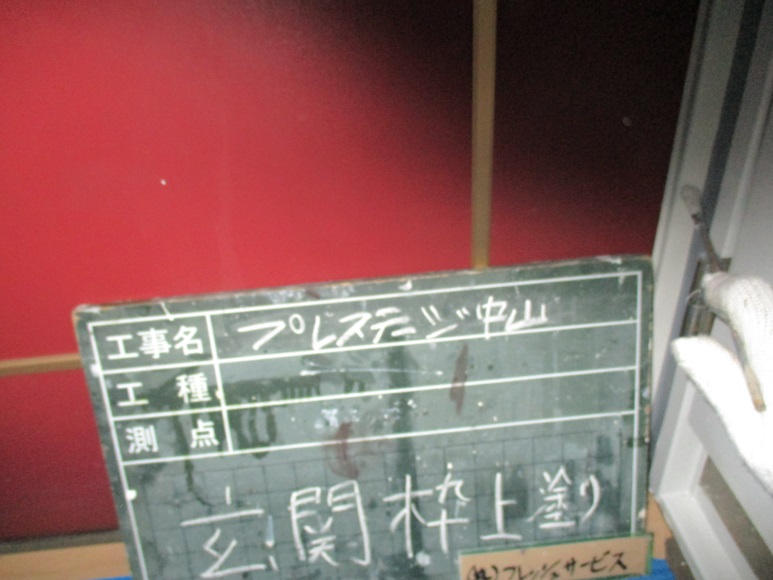 工事名 プレステージ中山
工種
測点
玄関枠上塗り
(株)フレッシュサービス